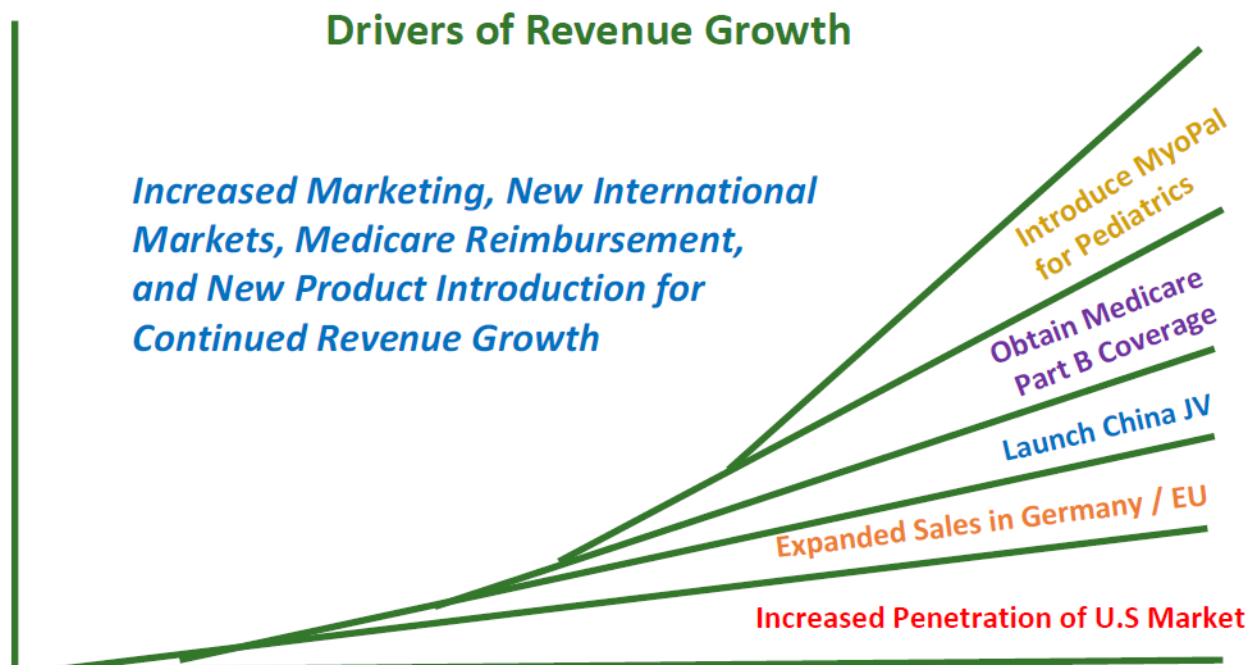 Drivers of Revenue Growth
Increased Marketing, New International
Markets, Medicare Reimbursement,
and New Product Introduction for
Continued Revenue Growth
Introduce MyoPal
for Pediatrics
Obtain Medicare
Part B Coverage
Launch China JV
Expanded Sales in Germany / EU
Increased Penetration of U.S Market